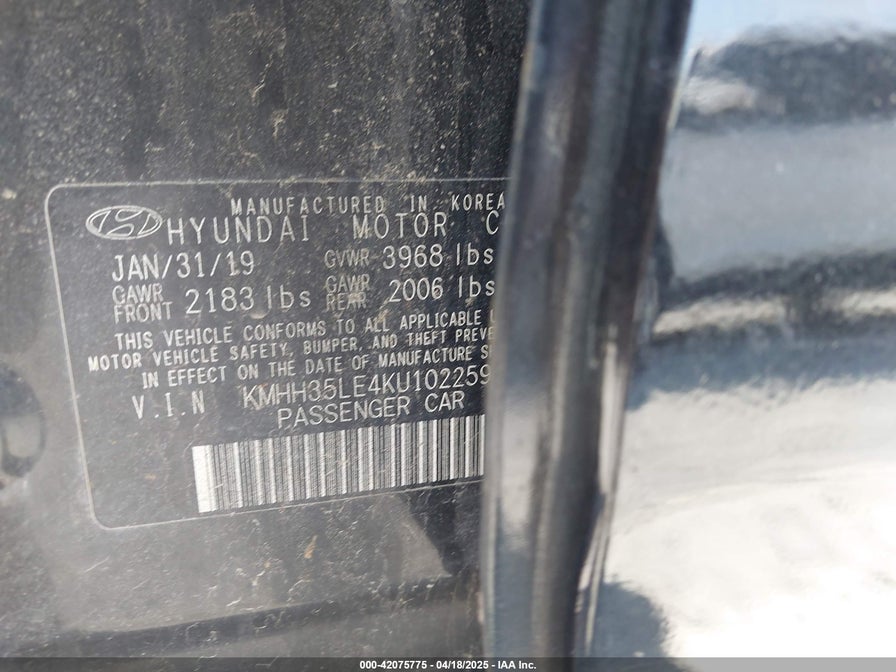 MANUFACTURED IN KOREA
HYUNDAI MOTOR C
JAN/31/19 GVWR 3968 lbs
GAWR FRONT 2183 lbs GAWR REAR 2006 lbs
THIS VEHICLE CONFORMS TO ALL APPLICABLE
MOTOR VEHICLE SAFETY, BUMPER, AND THEFT PREVE
IN EFFECT ON THE DATE OF MANUFACTURE S
V.I.N KMHH35LE4KU102259
PASSENGER CAR
000-42075775 - 04/18/2025 - IAA Inc.